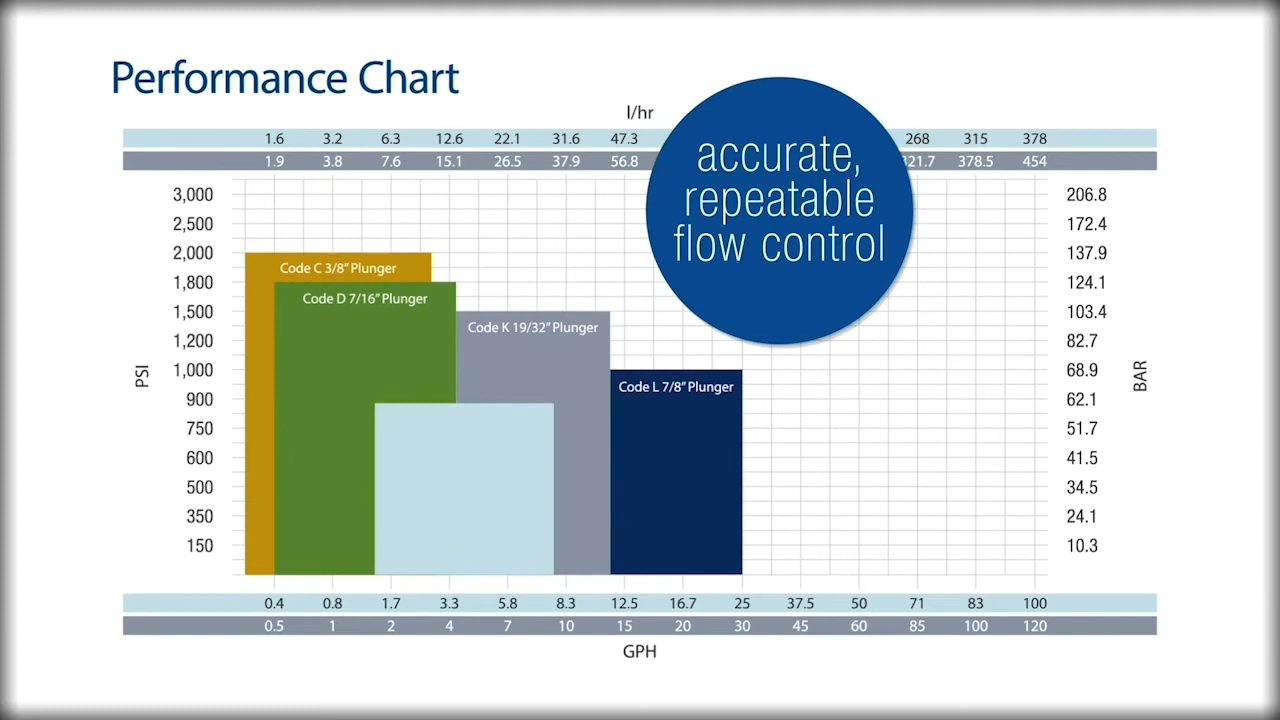 Performance Chart
l/hr
1.6 3.2 6.3 12.6 22.1 31.6 47.3 268 315 378
1.9 3.8 7.6 15.1 26.5 37.9 56.8 378.5 454
accurate,
repeatable
flow control
3,000 206.8
2,500 172.4
2,000 137.9
Code C 3/8” Plunger
1,800 124.1
Code D 7/16” Plunger
1,500 103.4
Code K 19/32” Plunger
1,200 82.7
PSI
1,000 68.9
BAR
Code L 7/8” Plunger
900 62.1
750 51.7
600 41.5
500 34.5
350 24.1
150 10.3
0.4 0.8 1.7 3.3 5.8 8.3 12.5 16.7 25 37.5 50 71 83 100
0.5 1 2 4 7 10 15 20 30 45 60 85 100 120
GPH